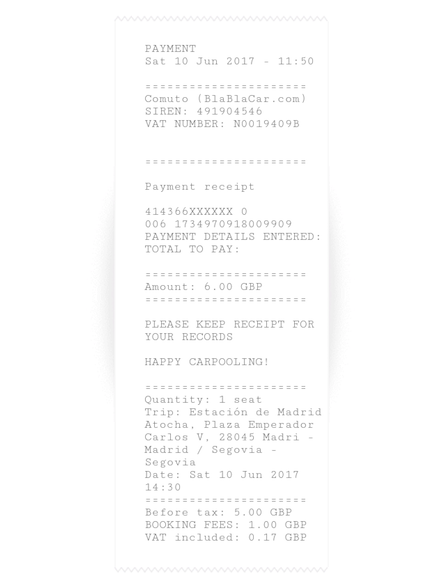 PAYMENT
Sat 10 Jun 2017 - 11:50
======================
Comuto (BlaBlaCar.com)
SIREN: 491904546
VAT NUMBER: N0019409B
======================
Payment receipt
414366XXXXXX 0
006 1734970918009909
PAYMENT DETAILS ENTERED:
TOTAL TO PAY:
======================
Amount: 6.00 GBP
======================
PLEASE KEEP RECEIPT FOR
YOUR RECORDS
HAPPY CARPOOLING!
======================
Quantity: 1 seat
Trip: Estación de Madrid
Atocha, Plaza Emperador
Carlos V, 28045 Madri -
Madrid / Segovia -
Segovia
Date: Sat 10 Jun 2017
14:30
======================
Before tax: 5.00 GBP
BOOKING FEES: 1.00 GBP
VAT included: 0.17 GBP